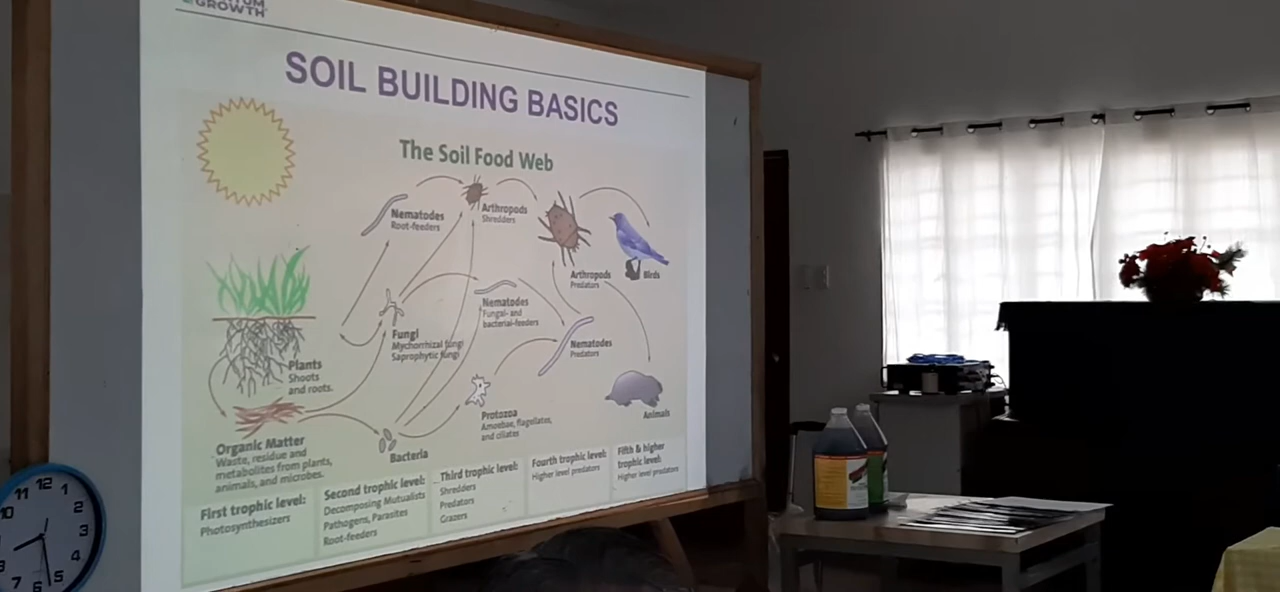 GROWTH
SOIL BUILDING BASICS
The Soil Food Web
Nematodes
Root-feeders
Arthropods
Shredders
Arthropods
Predators
Birds
Nematodes
Fungal- and
bacterial-feeders
Fungi
Mychorrhizal fungi
Saprophytic fungi
Nematodes
Predators
Plants
Shoots
and roots.
Protozoa
Amoebae, flagellates,
and ciliates
Animals
Organic Matter
Waste, residue and
metabolites from plants,
animals, and microbes.
Bacteria
First trophic level:
Photosynthesizers
Second trophic level:
Decomposing Mutualists
Pathogens, Parasites
Root-feeders
Third trophic level:
Shredders
Predators
Grazers
Fourth trophic level:
Higher level predators
Fifth & higher
trophic level:
Higher level predators
11 12 1
10 2
3
4
7 6 5